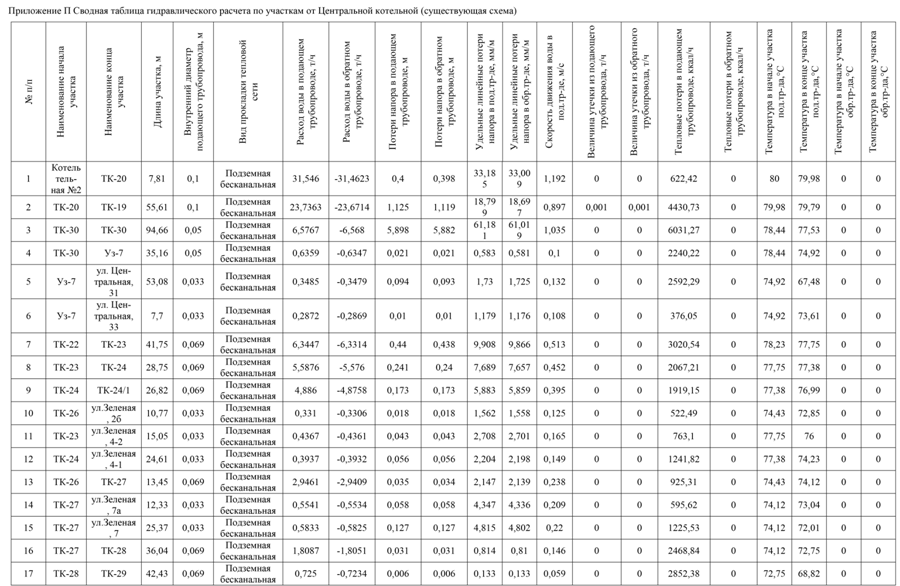 Приложение П Сводная таблица гидравлического расчета по участкам от Центральной котельной (существующая схема)
№ п/п | Наименование начала участка | Наименование конца участка | Длина участка, м | Внутренний диаметр подающего трубопровода, м | Вид прокладки тепловой сети | Расход воды в подающем трубопроводе, т/ч | Расход воды в обратном трубопроводе, т/ч | Потери напора в подающем трубопроводе, м | Потери напора в обратном трубопроводе, м | Удельные линейные потери напора в под.тр-де, мм/м | Удельные линейные потери напора в обр.тр-де, мм/м | Скорость движения воды в под.тр-де, м/с | Величина утечки из подающего трубопровода, т/ч | Величина утечки из обратного трубопровода, т/ч | Тепловые потери в подающем трубопроводе, ккал/ч | Тепловые потери в обратном трубопроводе, ккал/ч | Температура в начале участка под.тр-да,°C | Температура в конце участка под.тр-да,°C | Температура в начале участка обр.тр-да,°C | Температура в конце участка обр.тр-да,°C
1 | Котель тель- ная №2 | ТК-20 | 7,81 | 0,1 | Подземная бесканальная | 31,546 | -31,4623 | 0,4 | 0,398 | 33,18 5 | 33,00 9 | 1,192 | | | 622,42 | 0 | 80 | 79,98 | 0 | 0
2 | ТК-20 | ТК-19 | 55,61 | 0,1 | Подземная бесканальная | 23,7363 | -23,6714 | 1,125 | 1,119 | 18,79 9 | 18,69 7 | 0,897 | 0,001 | 0,001 | 4430,73 | 0 | 79,98 | 79,79 | 0 | 0
3 | ТК-30 | ТК-30 | 94,66 | 0,05 | Подземная бесканальная | 6,5767 | -6,568 | 5,898 | 5,882 | 61,18 1 | 61,01 9 | 1,035 | 0 | 0 | 6031,27 | 0 | 78,44 | 77,53 | 0 | 0
4 | ТК-30 | Уз-7 | 35,16 | 0,05 | Подземная бесканальная | 0,6359 | -0,6347 | 0,021 | 0,021 | 0,583 | 0,581 | 0,1 | 0 | 0 | 2240,22 | 0 | 78,44 | 74,92 | 0 | 0
5 | Уз-7 | ул. Цен- тральная, 31 | 53,08 | 0,033 | Подземная бесканальная | 0,3485 | -0,3479 | 0,094 | 0,093 | 1,73 | 1,725 | 0,132 | 0 | 0 | 2592,29 | 0 | 74,92 | 67,48 | 0 | 0
6 | Уз-7 | ул. Цен- тральная, 33 | 7,7 | 0,033 | Подземная бесканальная | 0,2872 | -0,2869 | 0,01 | 0,01 | 1,179 | 1,176 | 0,108 | 0 | 0 | 376,05 | 0 | 74,92 | 73,61 | 0 | 0
7 | ТК-22 | ТК-23 | 41,75 | 0,069 | Подземная бесканальная | 6,3447 | -6,3314 | 0,44 | 0,438 | 9,908 | 9,866 | 0,513 | 0 | 0 | 3020,54 | 0 | 78,23 | 77,75 | 0 | 0
8 | ТК-23 | ТК-24 | 28,75 | 0,069 | Подземная бесканальная | 5,5876 | -5,576 | 0,241 | 0,24 | 7,689 | 7,657 | 0,452 | 0 | 0 | 2067,21 | 0 | 77,75 | 77,38 | 0 | 0
9 | ТК-24 | ТК-24/1 | 26,82 | 0,069 | Подземная бесканальная | 4,886 | -4,8758 | 0,173 | 0,173 | 5,883 | 5,859 | 0,395 | 0 | 0 | 1919,15 | 0 | 77,38 | 76,99 | 0 | 0
10 | ТК-26 | ул.Зеленая , 2б | 10,77 | 0,033 | Подземная бесканальная | 0,331 | -0,3306 | 0,018 | 0,018 | 1,562 | 1,558 | 0,125 | 0 | 0 | 522,49 | 0 | 74,43 | 72,85 | 0 | 0
11 | ТК-23 | ул.Зеленая , 4-2 | 15,05 | 0,033 | Подземная бесканальная | 0,4367 | -0,4361 | 0,043 | 0,043 | 2,708 | 2,701 | 0,165 | 0 | 0 | 763,1 | 0 | 77,75 | 76 | 0 | 0
12 | ТК-24 | ул.Зеленая , 4-1 | 24,61 | 0,033 | Подземная бесканальная | 0,3937 | -0,3932 | 0,056 | 0,056 | 2,204 | 2,198 | 0,149 | 0 | 0 | 1241,82 | 0 | 77,38 | 74,23 | 0 | 0
13 | ТК-26 | ТК-27 | 13,45 | 0,069 | Подземная бесканальная | 2,9461 | -2,9409 | 0,035 | 0,034 | 2,147 | 2,139 | 0,238 | 0 | 0 | 925,31 | 0 | 74,43 | 74,12 | 0 | 0
14 | ТК-27 | ул.Зеленая , 7а | 12,33 | 0,033 | Подземная бесканальная | 0,5541 | -0,5534 | 0,058 | 0,058 | 4,347 | 4,336 | 0,209 | 0 | 0 | 595,62 | 0 | 74,12 | 73,04 | 0 | 0
15 | ТК-27 | ул.Зеленая , 7 | 25,37 | 0,033 | Подземная бесканальная | 0,5833 | -0,5825 | 0,127 | 0,127 | 4,815 | 4,802 | 0,22 | 0 | 0 | 1225,53 | 0 | 74,12 | 72,01 | 0 | 0
16 | ТК-27 | ТК-28 | 36,04 | 0,069 | Подземная бесканальная | 1,8087 | -1,8051 | 0,031 | 0,031 | 0,814 | 0,81 | 0,146 | 0 | 0 | 2468,84 | 0 | 74,12 | 72,75 | 0 | 0
17 | ТК-28 | ТК-29 | 42,43 | 0,069 | Подземная бесканальная | 0,725 | -0,7234 | 0,006 | 0,006 | 0,133 | 0,133 | 0,059 | 0 | 0 | 2852,38 | 0 | 72,75 | 68,82 | 0 | 0